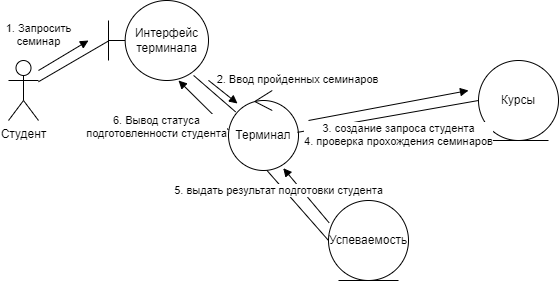 1. Запросить
семинар
Интерфейс
терминала
Студент
2. Ввод пройденных семинаров
6. Вывод статуса
подготовленности студента
Терминал
Курсы
3. создание запроса студента
4. проверка прохождения семинаров
5. выдать результат подготовки студента
Успеваемость